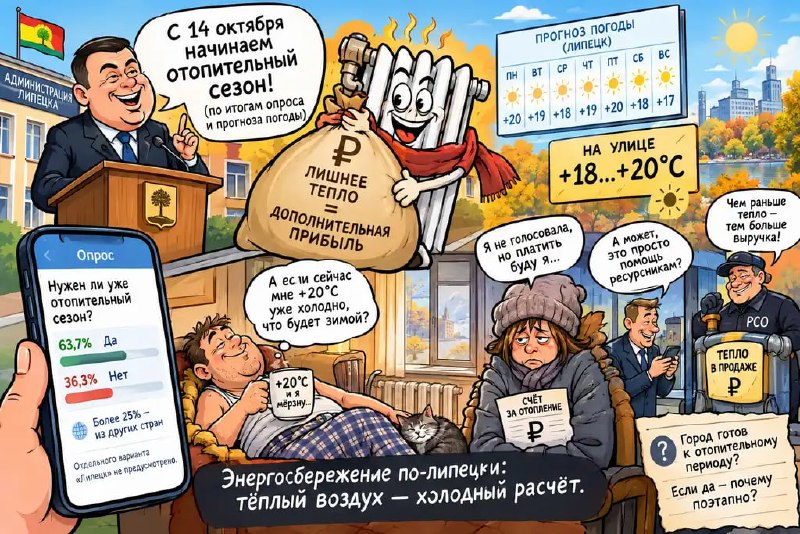 АДМИНИСТРАЦИЯ
ЛИПЕЦКА
С 14 октября
начинаем
отопительный
сезон!
(по итогам опроса
и прогноза погоды)
₽
ЛИШНЕЕ
ТЕПЛО
=
ДОПОЛНИТЕЛЬНАЯ
ПРИБЫЛЬ
ПРОГНОЗ ПОГОДЫ
(ЛИПЕЦК)
ПН ВТ СР ЧТ ПТ СБ ВС
+20 +19 +18 +19 +20 +18 +17
НА УЛИЦЕ
+18...+20°C
Опрос
Нужен ли уже
отопительный
сезон?
63,7% Да
36,3% Нет
Более 25% –
из других стран
Отдельного варианта
«Липецк» не предусмотрено.
А если сейчас
мне +20°C
уже холодно,
что будет зимой?
+20°C
и я
мёрзну...
Я не голосовала,
но платить
буду я...
СЧЁТ
ЗА ОТОПЛЕНИЕ
₽
А может,
это просто
помощь
ресурсникам?
Чем раньше
тепло –
тем больше
выручка!
РСО
ТЕПЛО
В ПРОДАЖЕ
₽
?
Город готов
к отопительному
периоду?
Если да – почему
поэтапно?
Энергосбережение по-липецки:
тёплый воздух — холодный расчёт.